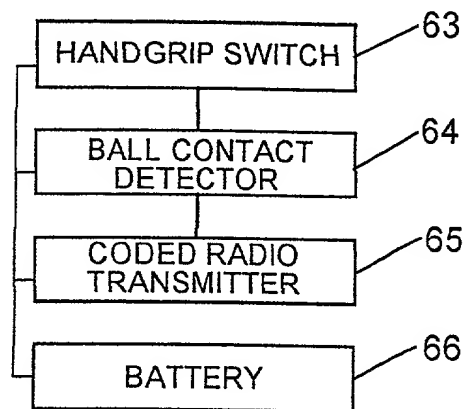 63
HANDGRIP SWITCH
64
BALL CONTACT
DETECTOR
65
CODED RADIO
TRANSMITTER
66
BATTERY